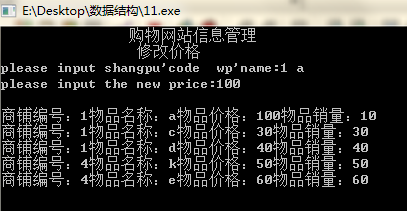 E:\Desktop\数据结构\11.exe
购物网站信息管理
修改价格
please input shangpu'code  wp'name:1 a
please input the new price:100
商铺编号：1物品名称：a物品价格：100物品销量：10
商铺编号：1物品名称：c物品价格：30物品销量：30
商铺编号：1物品名称：d物品价格：40物品销量：40
商铺编号：4物品名称：k物品价格：50物品销量：50
商铺编号：4物品名称：e物品价格：60物品销量：60